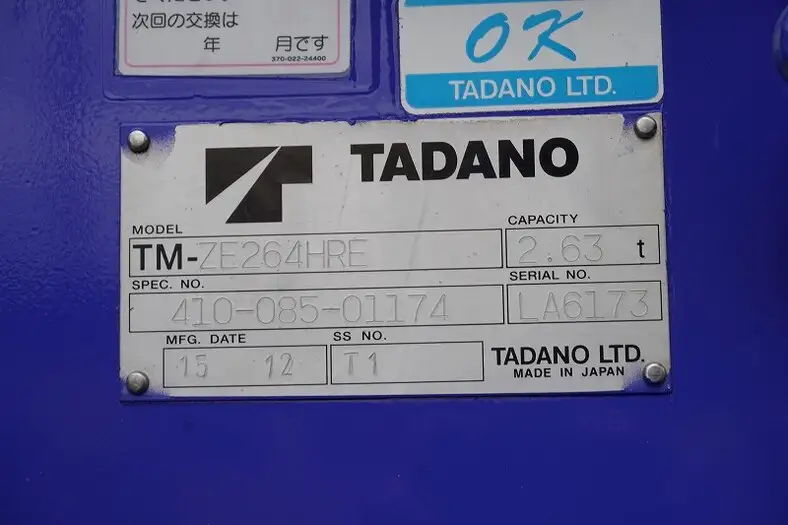 次回の交換は
年 月です
370-022-24400
OK
TADANO LTD.
TADANO
MODEL
TM-ZE264HRE
CAPACITY
2.63 t
SPEC. NO.
410-085-01174
SERIAL NO.
LA6173
MFG. DATE
15 12
SS NO.
T1
TADANO LTD.
MADE IN JAPAN